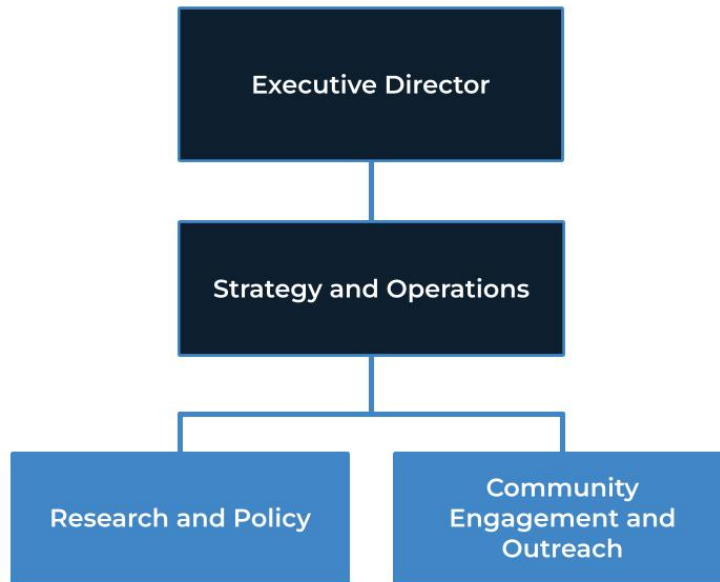 Executive Director
Strategy and Operations
Research and Policy
Community
Engagement and
Outreach